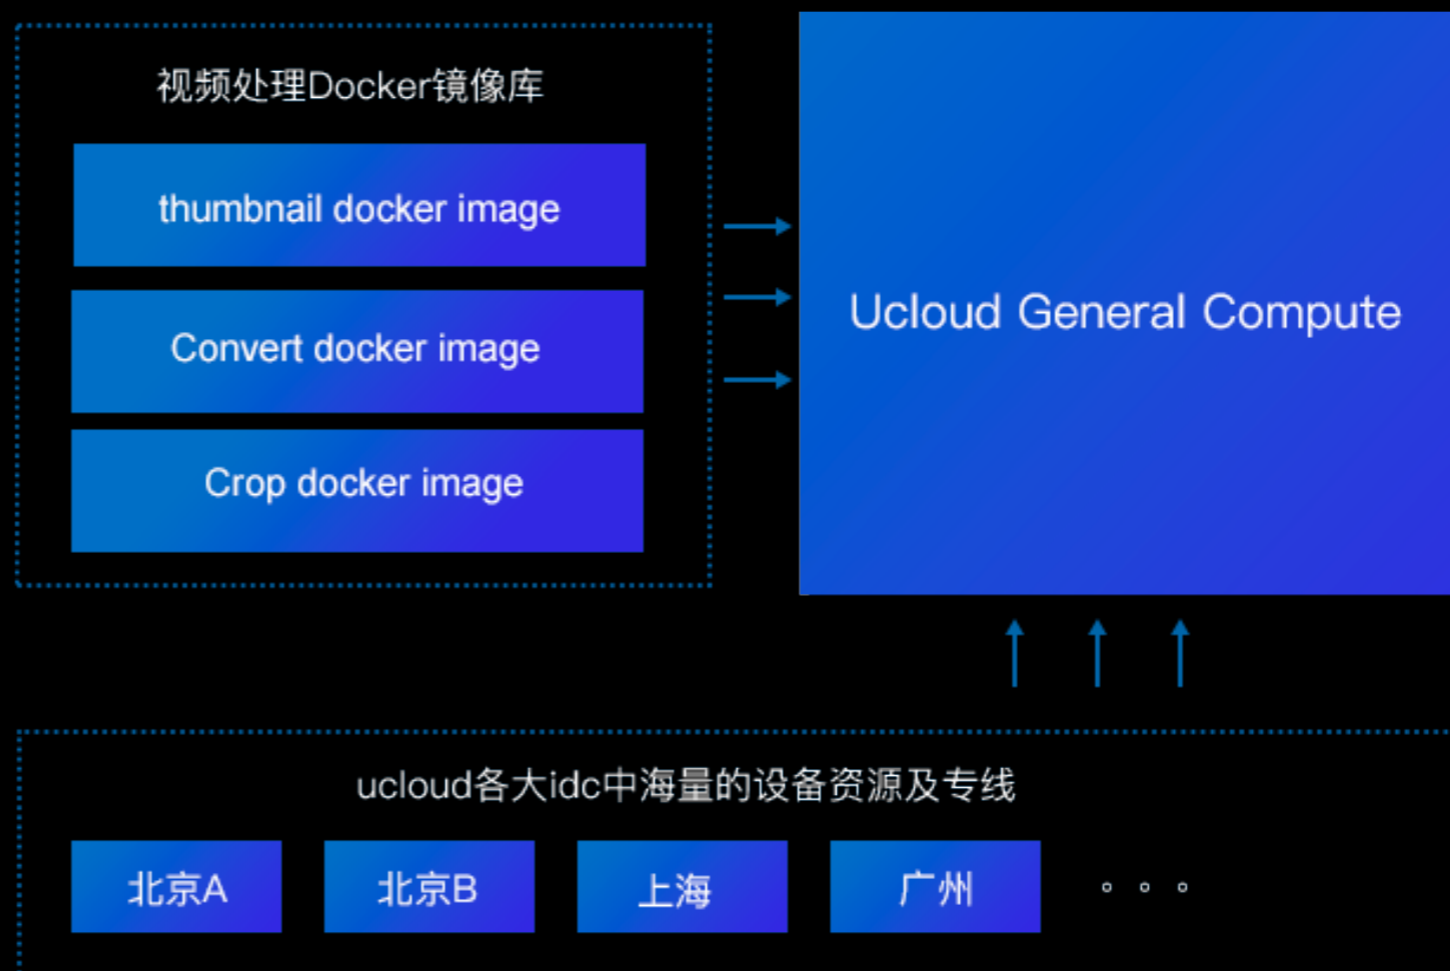 视频处理Docker镜像库
thumbnail docker image
Convert docker image
Crop docker image
Ucloud General Compute
ucloud各大idc中海量的设备资源及专线
北京A
北京B
上海
广州